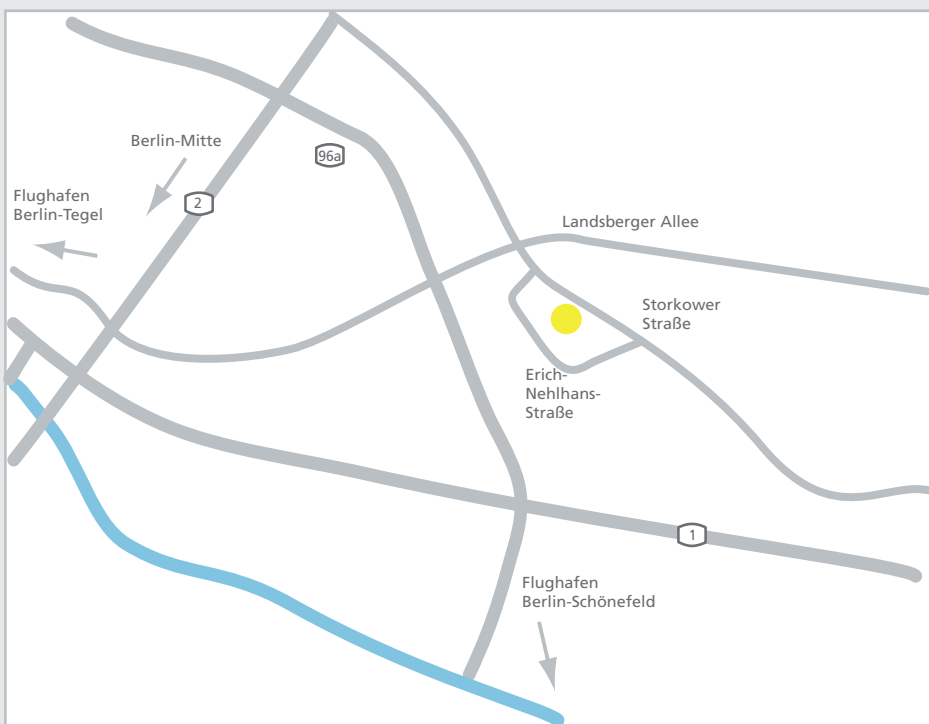 Berlin-Mitte
96a
Flughafen
Berlin-Tegel
2
Landsberger Allee
Storkower
Straße
Erich-
Nehlhans-
Straße
1
Flughafen
Berlin-Schönefeld